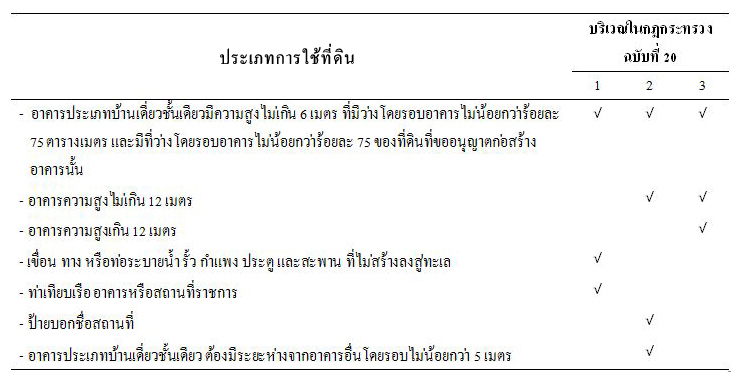 บริเวณในกฎกระทรวง
ประเภทการใช้ที่ดิน
ฉบับที่ 20
1 2 3
- อาคารประเภทบ้านเดี่ยวชั้นเดียวมีความสูงไม่เกิน 6 เมตร ที่มีว่างโดยรอบอาคารไม่น้อยกว่าร้อยละ √ √ √
75 ตารางเมตร และมีที่ว่างโดยรอบอาคารไม่น้อยกว่าร้อยละ 75 ของที่ดินที่ขออนุญาตก่อสร้าง
อาคารนั้น
- อาคารความสูงไม่เกิน 12 เมตร √ √
- อาคารความสูงเกิน 12 เมตร √
- เขื่อน ทาง หรือท่อระบายน้ำ รั้ว กำแพง ประตู และสะพาน ที่ไม่สร้างลงสู่ทะเล √
- ท่าเทียบเรือ อาคารหรือสถานที่ราชการ √
- ป้ายบอกชื่อสถานที่ √
- อาคารประเภทบ้านเดี่ยวชั้นเดียว ต้องมีระยะห่างจากอาคารอื่นโดยรอบไม่น้อยกว่า 5 เมตร √